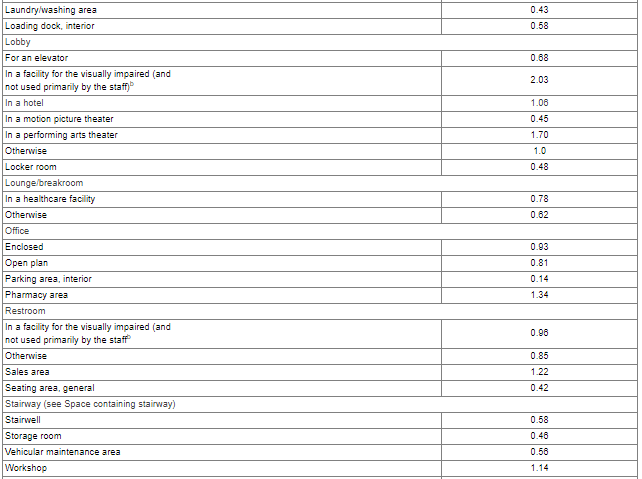 Laundry/washing area 0.43
Loading dock, interior 0.58
Lobby
For an elevator 0.68
In a facility for the visually impaired (and
not used primarily by the staff)b 2.03
In a hotel 1.06
In a motion picture theater 0.45
In a performing arts theater 1.70
Otherwise 1.0
Locker room 0.48
Lounge/breakroom
In a healthcare facility 0.78
Otherwise 0.62
Office
Enclosed 0.93
Open plan 0.81
Parking area, interior 0.14
Pharmacy area 1.34
Restroom
In a facility for the visually impaired (and
not used primarily by the staffb 0.96
Otherwise 0.85
Sales area 1.22
Seating area, general 0.42
Stairway (see Space containing stairway)
Stairwell 0.58
Storage room 0.46
Vehicular maintenance area 0.56
Workshop 1.14